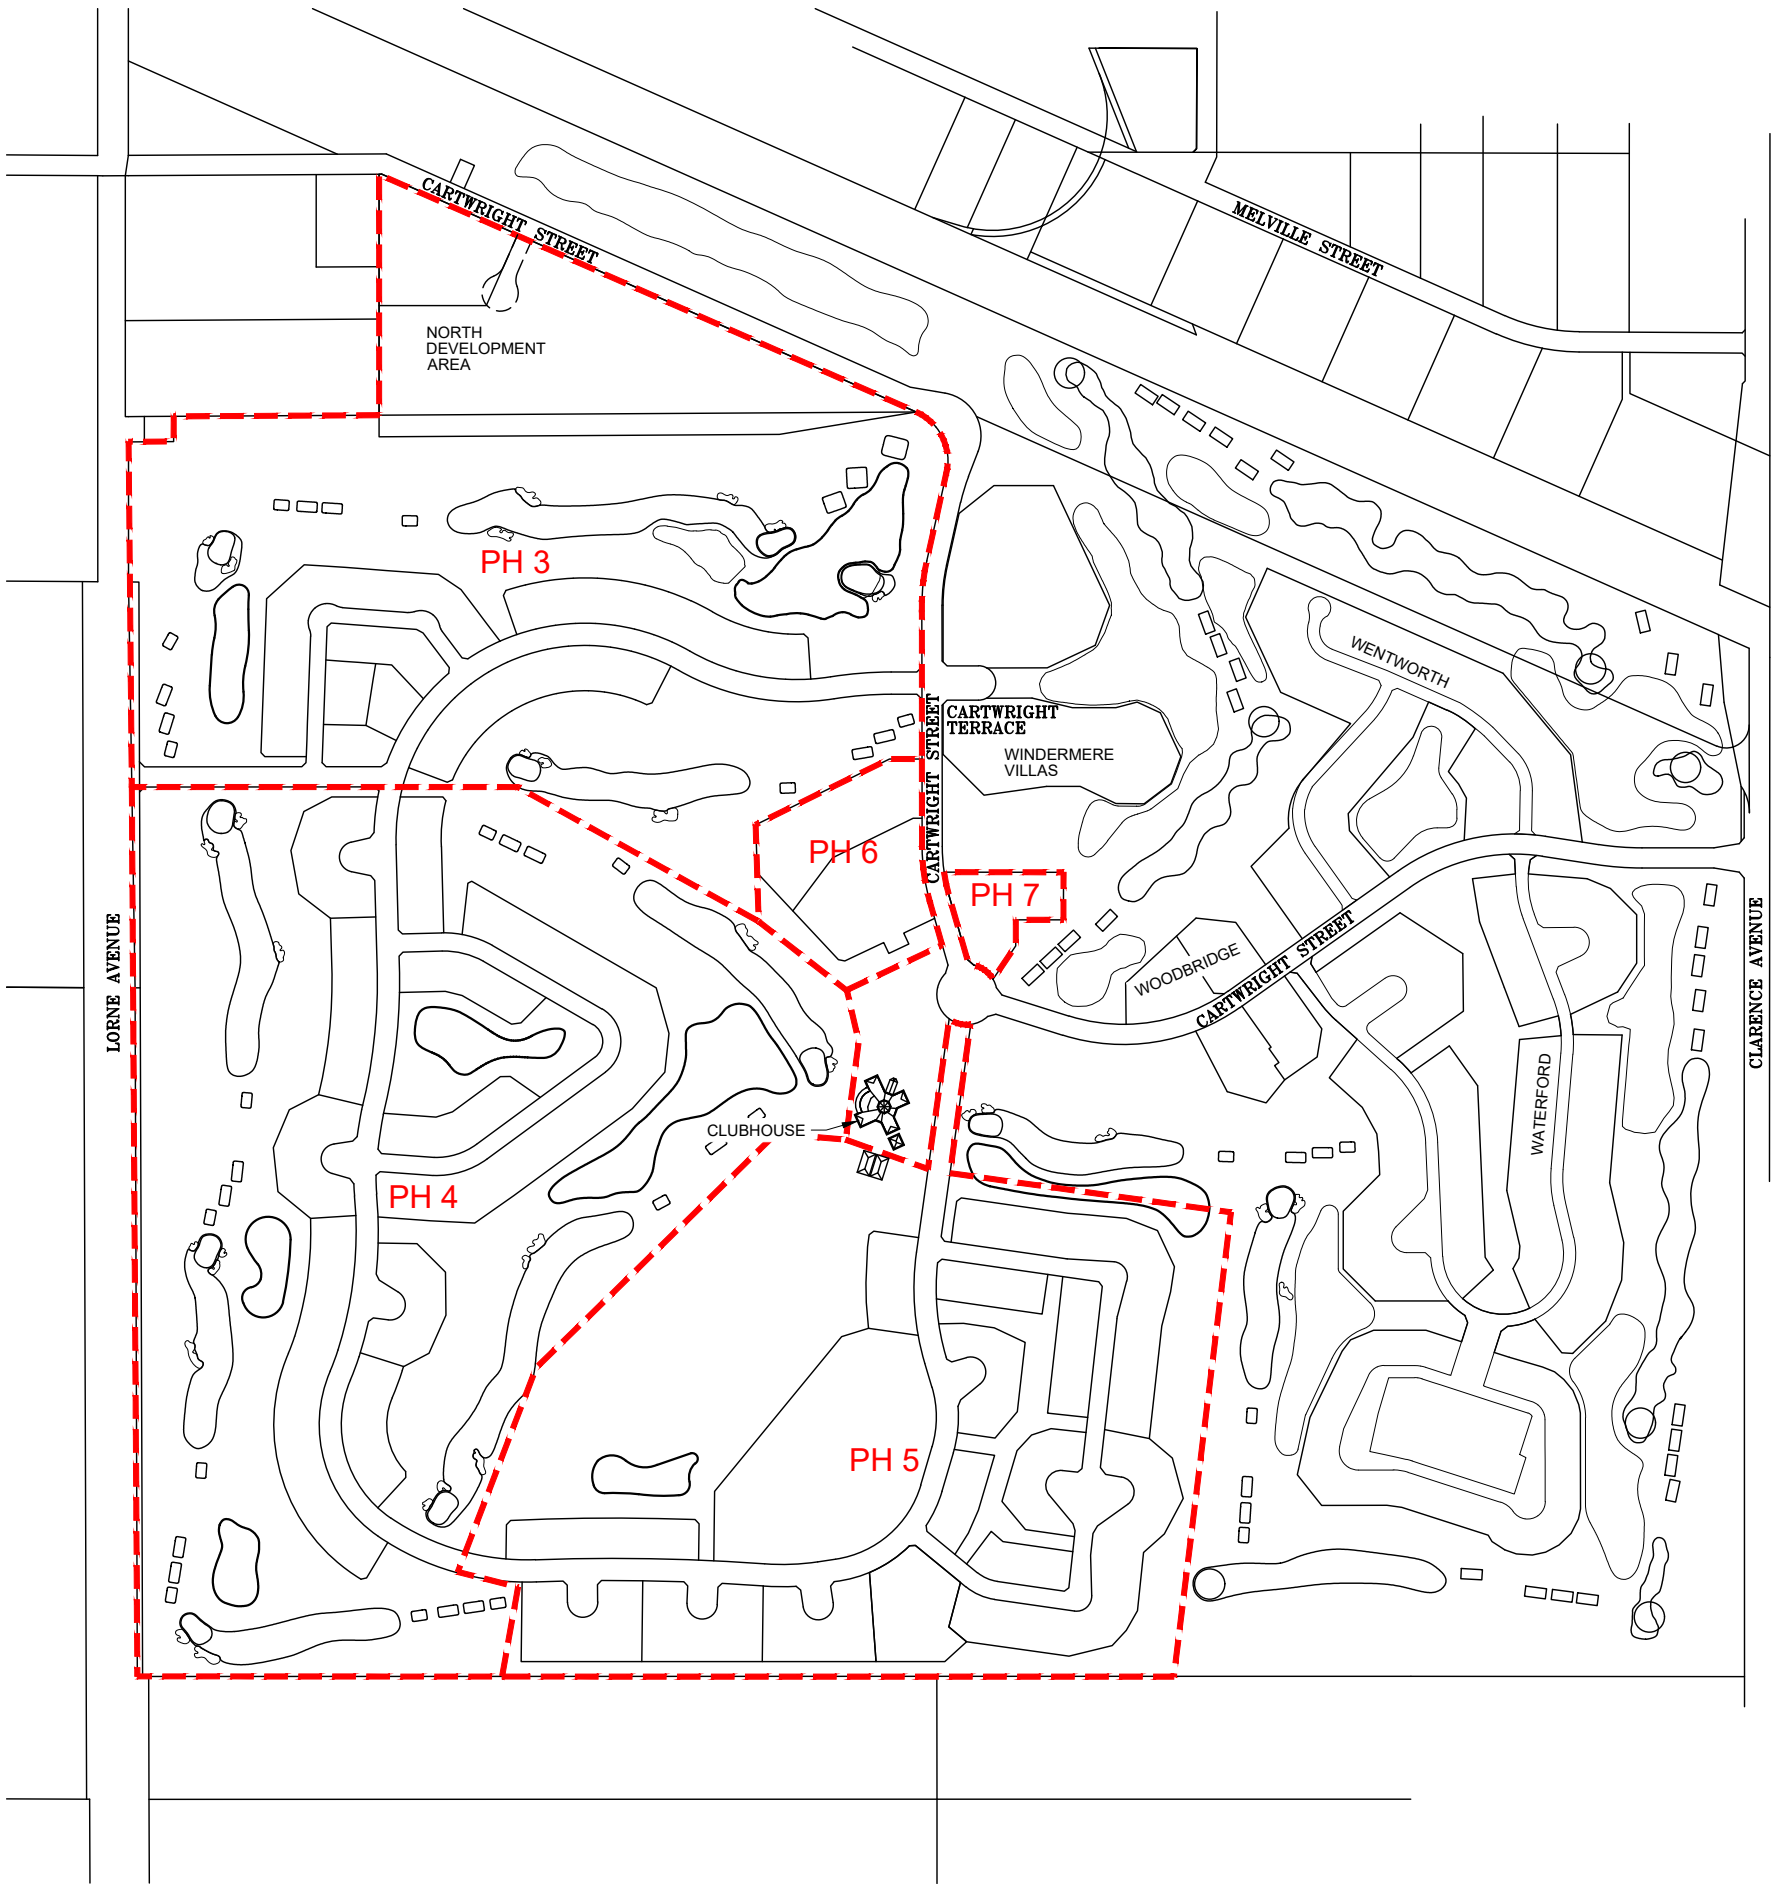 CARTWRIGHT STREET
MELVILLE STREET
NORTH
DEVELOPMENT
AREA
PH 3
WENTWORTH
CARTWRIGHT STREET
CARTWRIGHT
TERRACE
WINDERMERE
VILLAS
PH 6
PH 7
LORNE AVENUE
WOODBRIDGE
CARTWRIGHT STREET
CLARENCE AVENUE
WATERFORD
CLUBHOUSE
PH 4
PH 5